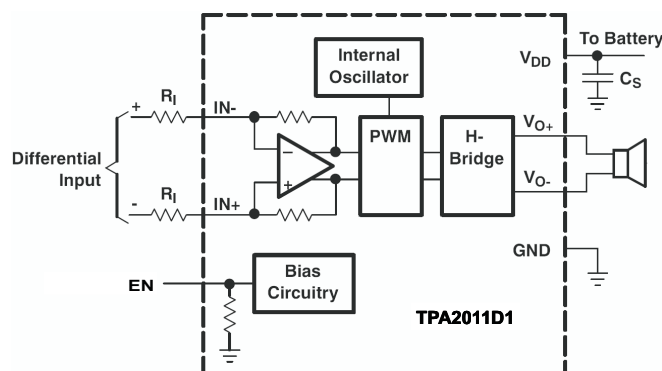 To Battery
Internal
Oscillator
VDD
CS
RI
IN-
+
Differential
Input
PWM
H-
Bridge
VO+
−
+
VO-
-
RI
IN+
GND
EN
Bias
Circuitry
TPA2011D1